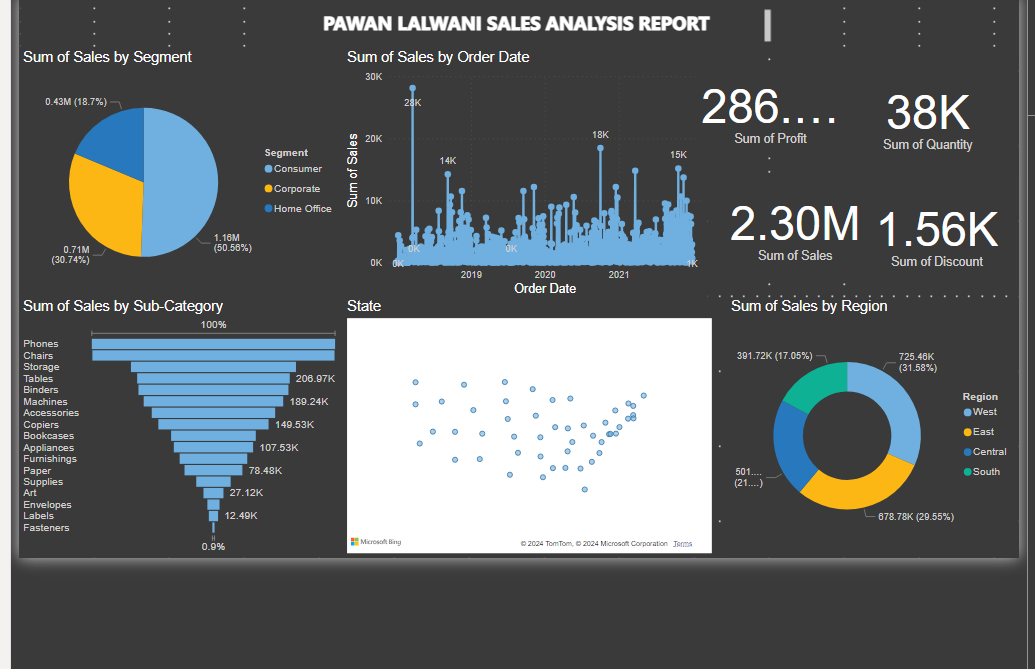 PAWAN LALWANI SALES ANALYSIS REPORT
Sum of Sales by Segment
0.43M (18.7%)
0.71M
(30.74%)
1.16M
(50.56%)
Segment
Consumer
Corporate
Home Office
Sum of Sales by Order Date
Sum of Sales
30K
20K
10K
0K
28K
14K
18K
15K
0K
0K
0K
1K
2019
2020
2021
Order Date
286....
Sum of Profit
38K
Sum of Quantity
2.30M
Sum of Sales
1.56K
Sum of Discount
Sum of Sales by Sub-Category
100%
Phones
Chairs
Storage
Tables
206.97K
Binders
Machines
189.24K
Accessories
Copiers
149.53K
Bookcases
Appliances
107.53K
Furnishings
Paper
78.48K
Supplies
Art
27.12K
Envelopes
Labels
12.49K
Fasteners
0.9%
State
Microsoft Bing
© 2024 TomTom, © 2024 Microsoft Corporation Terms
Sum of Sales by Region
391.72K (17.05%)
725.46K
(31.58%)
501....
(21....)
678.78K (29.55%)
Region
West
East
Central
South